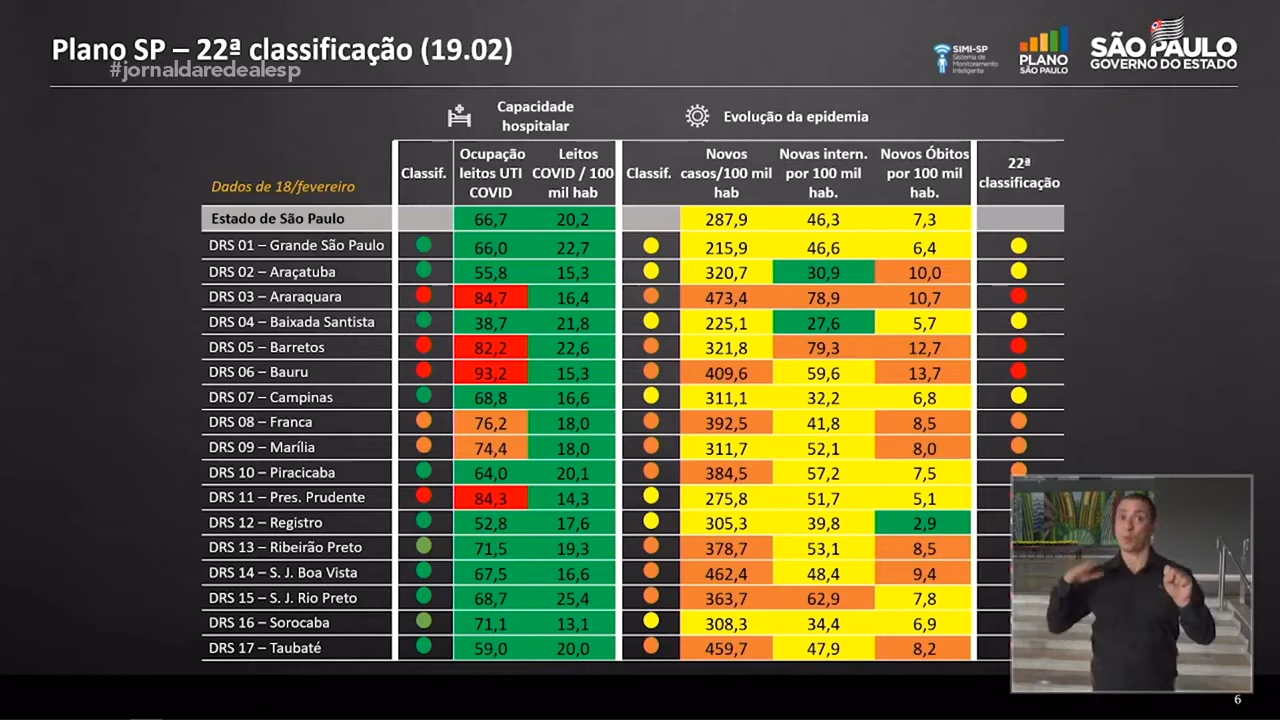 Plano SP – 22ª classificação (19.02)
#jornaldaredealesp
SIMI-SP
Sistema de
Monitoramento
Inteligente
PLANO
SÃO PAULO
SÃO PAULO
GOVERNO DO ESTADO
Capacidade
hospitalar
Evolução da epidemia
Dados de 18/fevereiro
Classif.
Ocupação
leitos UTI
COVID
Leitos
COVID / 100
mil hab
Classif.
Novos
casos/100 mil
hab
Novas intern.
por 100 mil
hab.
Novos Óbitos
por 100 mil
hab.
22ª
classificação
Estado de São Paulo 66,7 20,2 287,9 46,3 7,3
DRS 01 – Grande São Paulo 66,0 22,7 215,9 46,6 6,4
DRS 02 – Araçatuba 55,8 15,3 320,7 30,9 10,0
DRS 03 – Araraquara 84,7 16,4 473,4 78,9 10,7
DRS 04 – Baixada Santista 38,7 21,8 225,1 27,6 5,7
DRS 05 – Barretos 82,2 22,6 321,8 79,3 12,7
DRS 06 – Bauru 93,2 15,3 409,6 59,6 13,7
DRS 07 – Campinas 68,8 16,6 311,1 32,2 6,8
DRS 08 – Franca 76,2 18,0 392,5 41,8 8,5
DRS 09 – Marília 74,4 18,0 311,7 52,1 8,0
DRS 10 – Piracicaba 64,0 20,1 384,5 57,2 7,5
DRS 11 – Pres. Prudente 84,3 14,3 275,8 51,7 5,1
DRS 12 – Registro 52,8 17,6 305,3 39,8 2,9
DRS 13 – Ribeirão Preto 71,5 19,3 378,7 53,1 8,5
DRS 14 – S. J. Boa Vista 67,5 16,6 462,4 48,4 9,4
DRS 15 – S. J. Rio Preto 68,7 25,4 363,7 62,9 7,8
DRS 16 – Sorocaba 71,1 13,1 308,3 34,4 6,9
DRS 17 – Taubaté 59,0 20,0 459,7 47,9 8,2
6